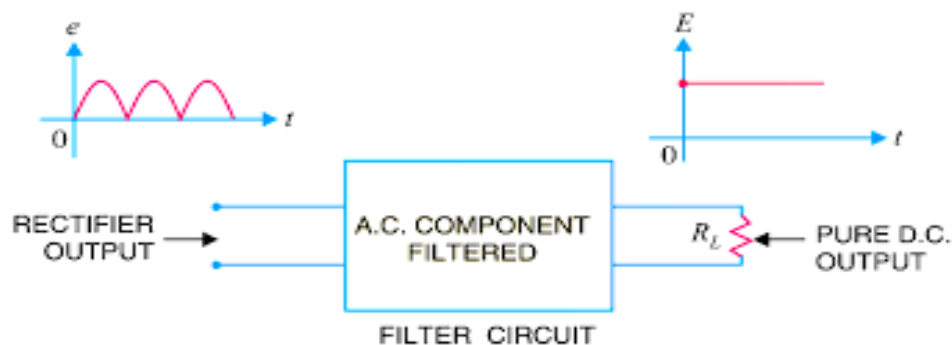 e
E
0
t
0
t
RECTIFIER
OUTPUT
A.C. COMPONENT
FILTERED
R_L
PURE D.C.
OUTPUT
FILTER CIRCUIT